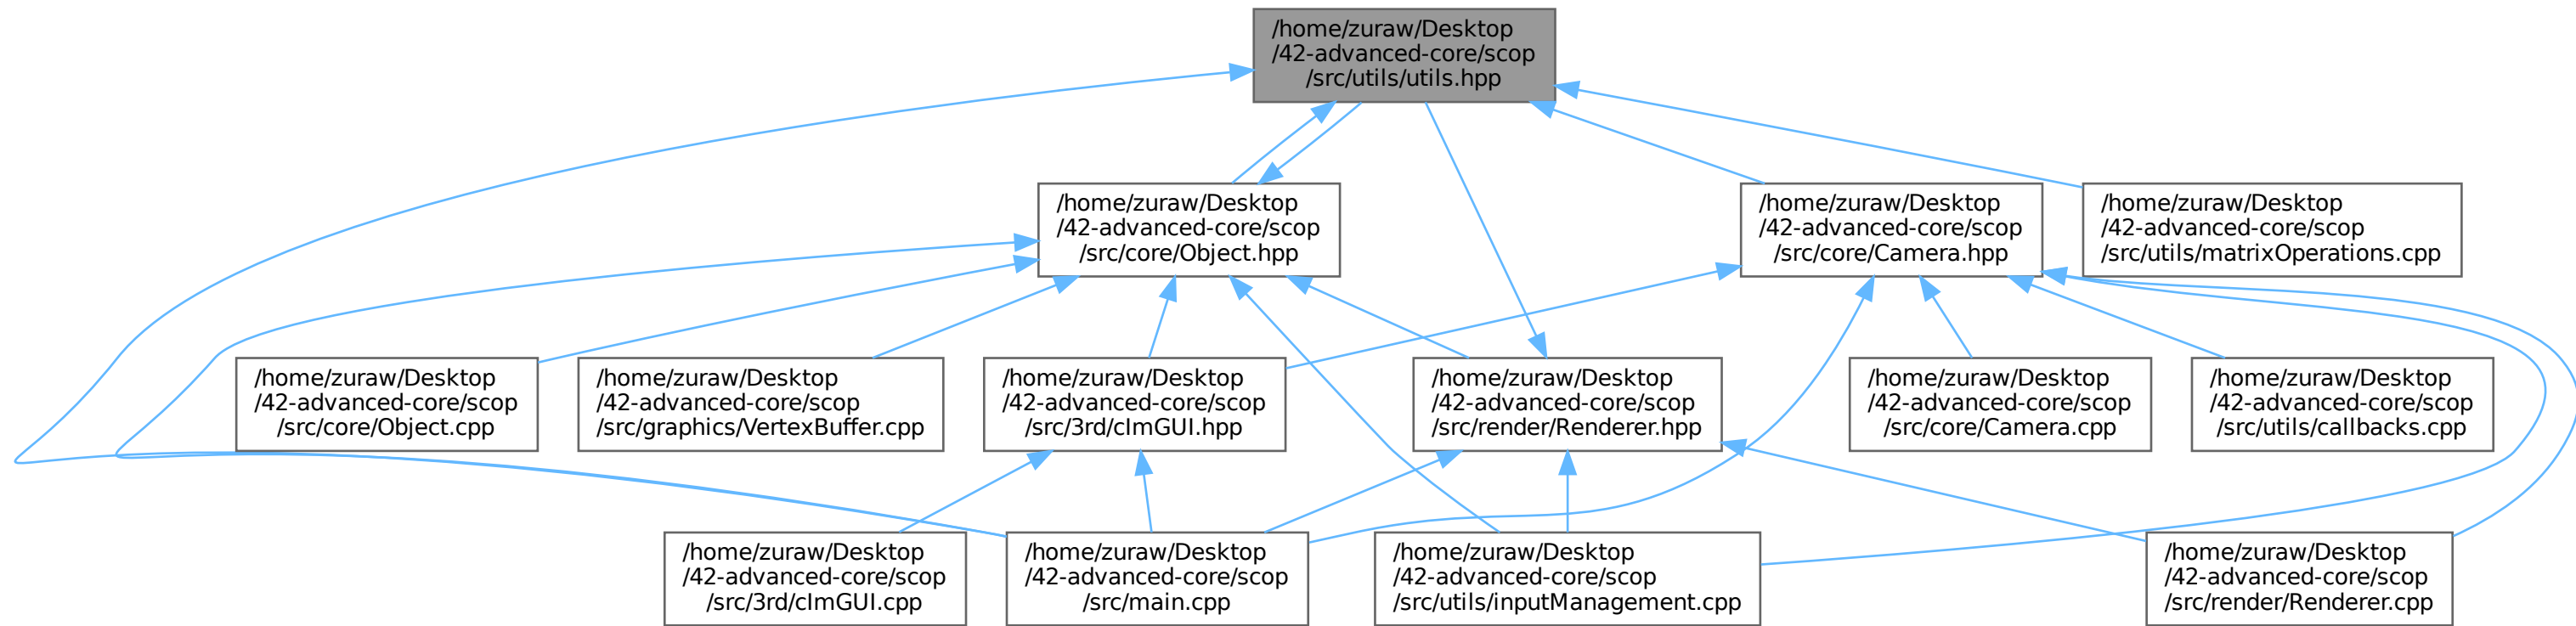 /home/zuraw/Desktop
/42-advanced-core/scop
/src/utils/utils.hpp
/home/zuraw/Desktop
/42-advanced-core/scop
/src/core/Object.hpp
/home/zuraw/Desktop
/42-advanced-core/scop
/src/core/Camera.hpp
/home/zuraw/Desktop
/42-advanced-core/scop
/src/utils/matrixOperations.cpp
/home/zuraw/Desktop
/42-advanced-core/scop
/src/core/Object.cpp
/home/zuraw/Desktop
/42-advanced-core/scop
/src/graphics/VertexBuffer.cpp
/home/zuraw/Desktop
/42-advanced-core/scop
/src/3rd/cImGUI.hpp
/home/zuraw/Desktop
/42-advanced-core/scop
/src/render/Renderer.hpp
/home/zuraw/Desktop
/42-advanced-core/scop
/src/core/Camera.cpp
/home/zuraw/Desktop
/42-advanced-core/scop
/src/utils/callbacks.cpp
/home/zuraw/Desktop
/42-advanced-core/scop
/src/3rd/cImGUI.cpp
/home/zuraw/Desktop
/42-advanced-core/scop
/src/main.cpp
/home/zuraw/Desktop
/42-advanced-core/scop
/src/utils/inputManagement.cpp
/home/zuraw/Desktop
/42-advanced-core/scop
/src/render/Renderer.cpp